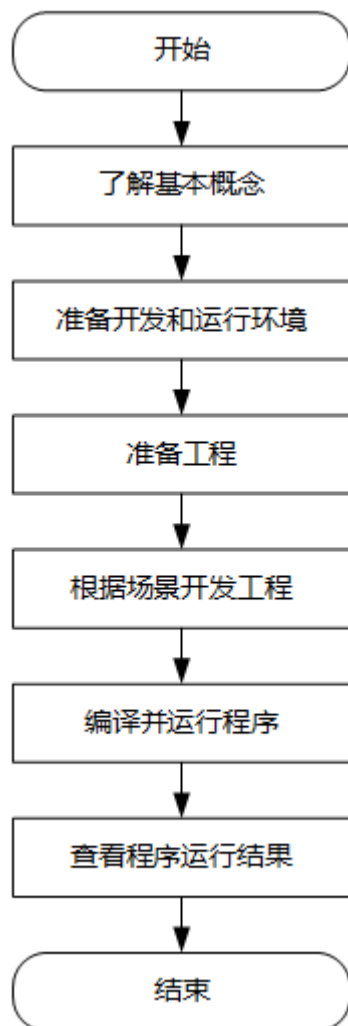 开始
了解基本概念
准备开发和运行环境
准备工程
根据场景开发工程
编译并运行程序
查看程序运行结果
结束